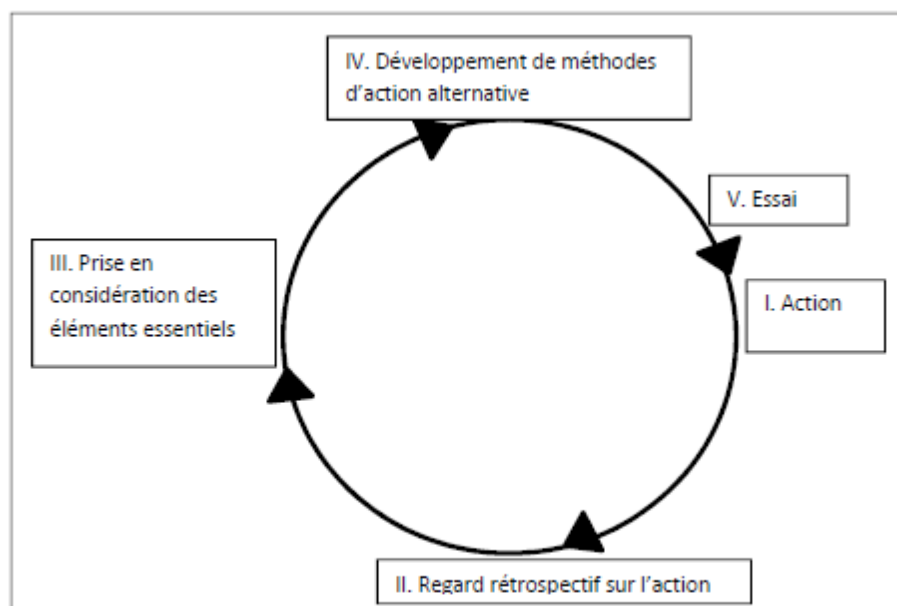 IV. Développement de méthodes
d'action alternative
V. Essai
III. Prise en
considération des
éléments essentiels
I. Action
II. Regard rétrospectif sur l'action